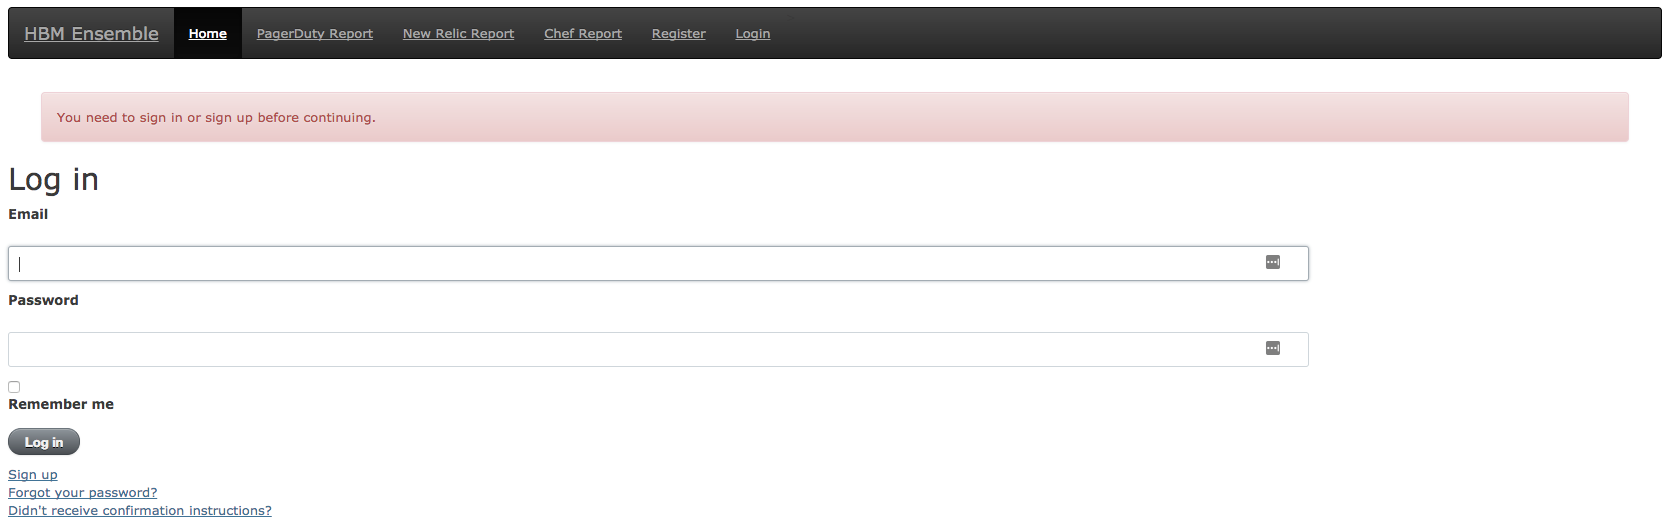 HBM Ensemble Home PagerDuty Report New Relic Report Chef Report Register Login
You need to sign in or sign up before continuing.
Log in
Email
Password
Remember me
Log in
Sign up
Forgot your password?
Didn't receive confirmation instructions?